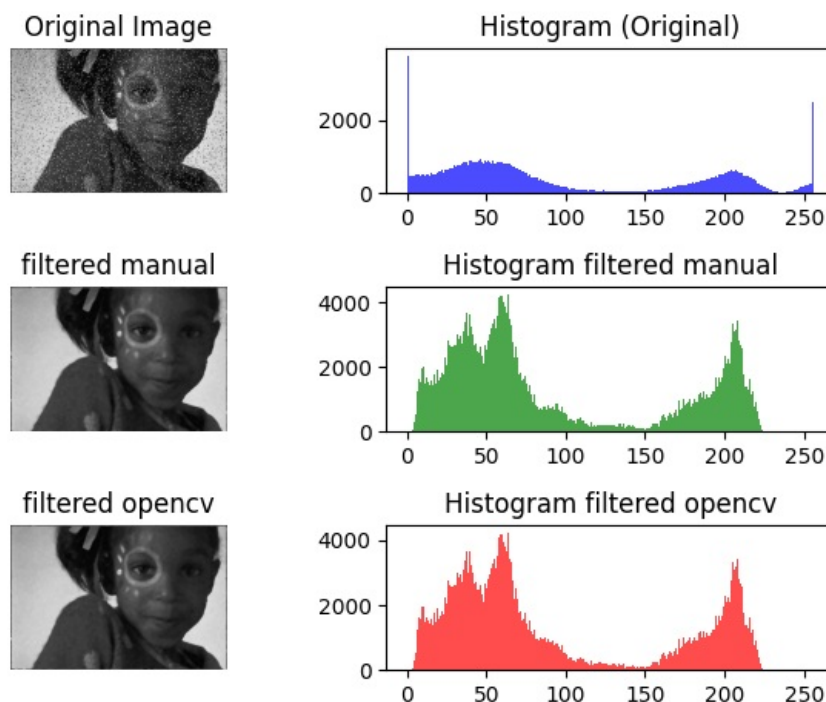 Original Image
Histogram (Original)
2000
0
0 50 100 150 200 250
filtered manual
Histogram filtered manual
4000
2000
0
0 50 100 150 200 250
filtered opencv
Histogram filtered opencv
4000
2000
0
0 50 100 150 200 250